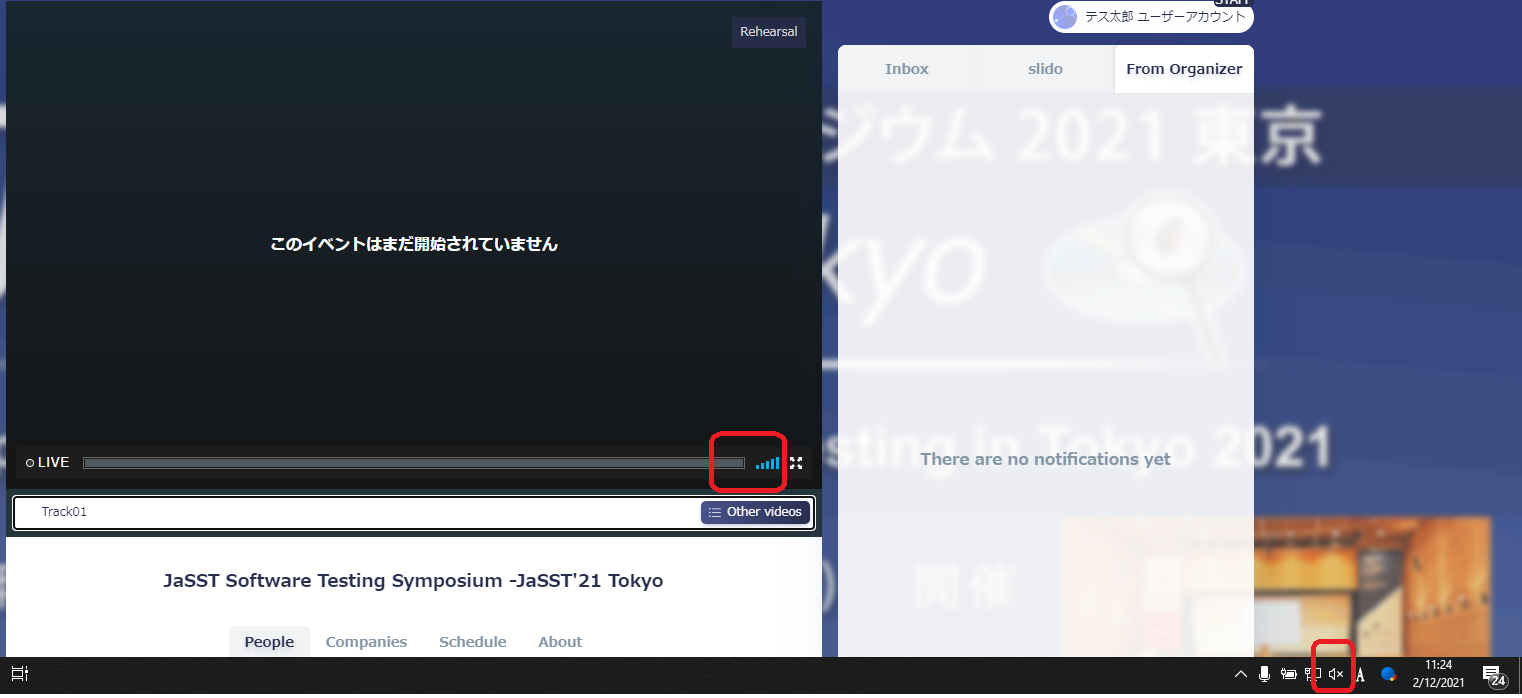 Rehearsal
STAFF
テス太郎 ユーザーアカウント
Inbox
slido
From Organizer
ジウム 2021 東京
このイベントはまだ開始されていません
kyo
LIVE
sting in Tokyo 2021
There are no notifications yet
Track01
Other videos
JaSST Software Testing Symposium -JaSST'21 Tokyo
開催
People
Companies
Schedule
About
A
11:24
2/12/2021
24